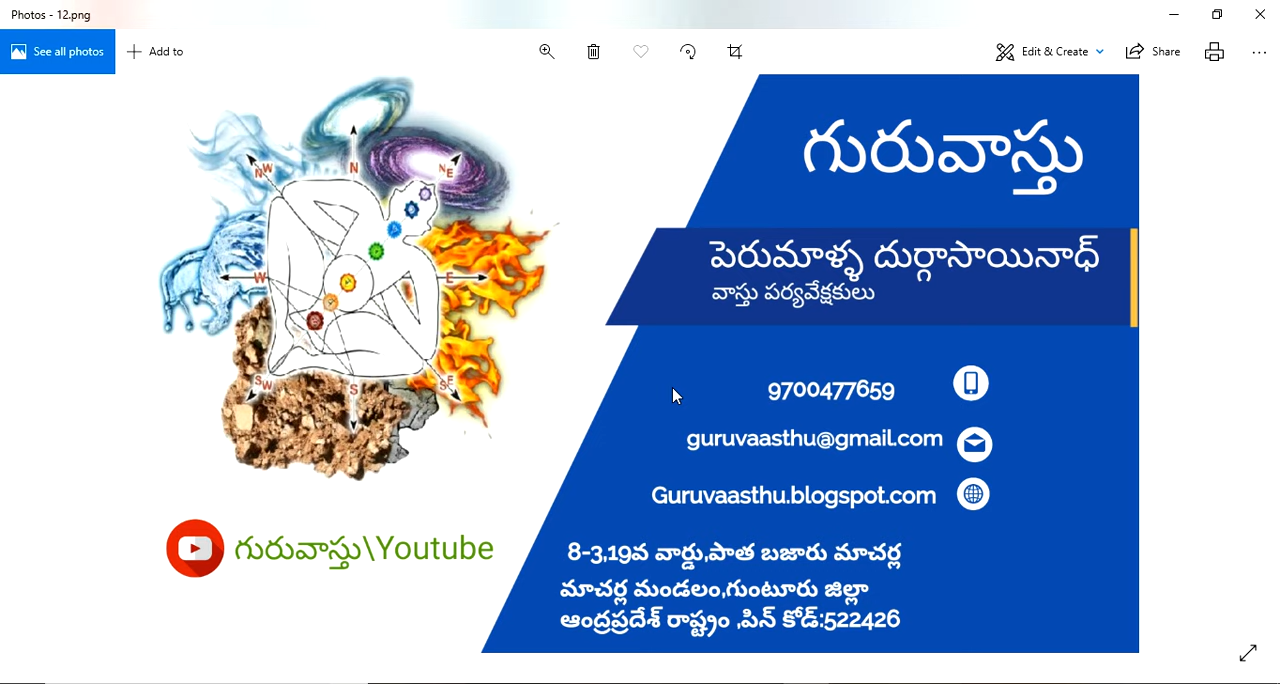 Photos - 12.png
See all photos
Add to
Edit & Create
Share
గురువాస్తు
పెరుమాళ్ళ దుర్గాసాయినాధ్
వాస్తు పర్యవేక్షకులు
N
NW
NE
W
E
SW
S
SE
9700477659
guruvaasthu@gmail.com
Guruvaasthu.blogspot.com
గురువాస్తు\Youtube
8-3,19వ వార్డు,పాత బజారు మాచర్ల
మాచర్ల మండలం,గుంటూరు జిల్లా
ఆంద్రప్రదేశ్ రాష్ట్రం ,పిన్ కోడ్:522426